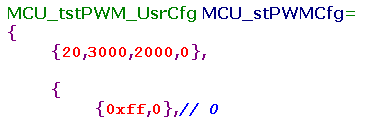 MCU_tstPWM_UsrCfg MCU_stPWMCfg=
{
{20,3000,2000,0},
{
{0xff,0},// 0